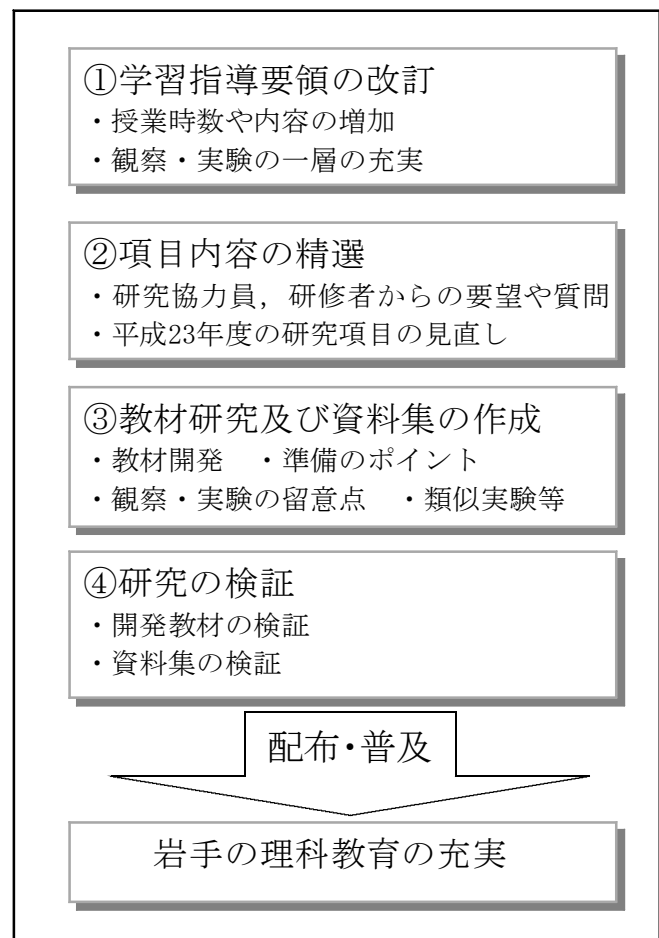 ①学習指導要領の改訂
・授業時数や内容の増加
・観察・実験の一層の充実
②項目内容の精選
・研究協力員，研修者からの要望や質問
・平成23年度の研究項目の見直し
③教材研究及び資料集の作成
・教材開発　・準備のポイント
・観察・実験の留意点　・類似実験等
④研究の検証
・開発教材の検証
・資料集の検証
配布・普及
岩手の理科教育の充実